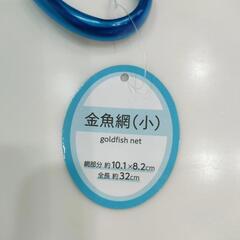 金魚網(小)
goldfish net
網部分 約10.1×8.2cm
全長 約32cm